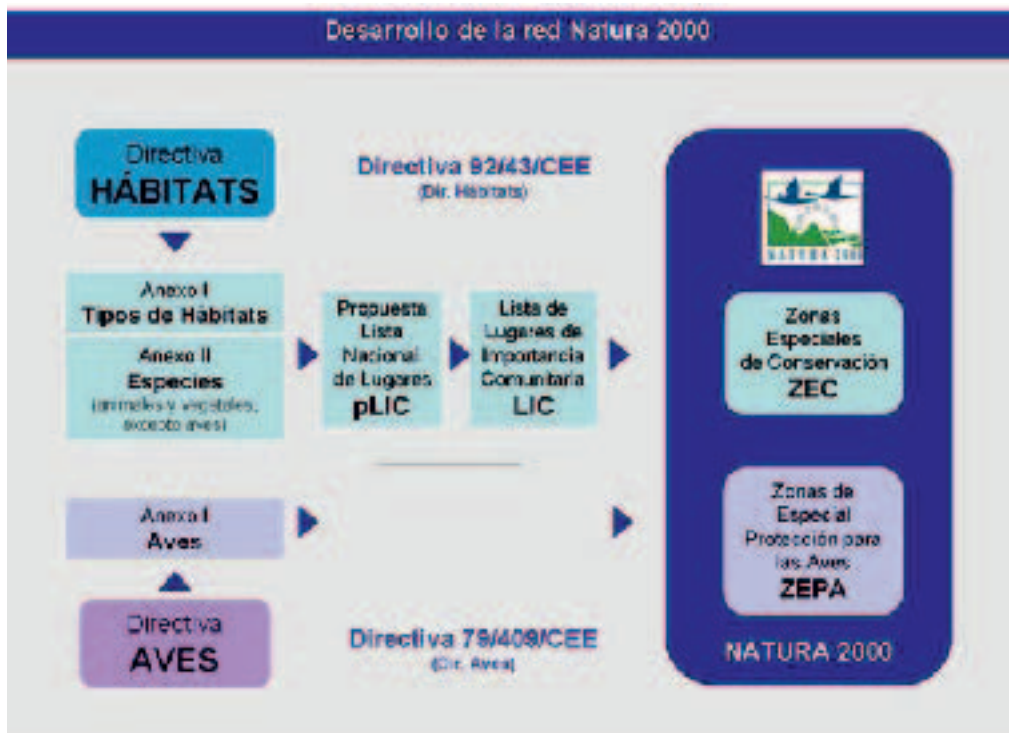 Desarrollo de la red Natura 2000
Directiva
HÁBITATS
Directiva 92/43/CEE
(Dir. Hábitats)
Anexo I
Tipos de Hábitats
Anexo II
Especies
(animales y vegetales,
excepto aves)
Propuesta
Lista
Nacional
de Lugares
pLIC
Lista de
Lugares de
Importancia
Comunitaria
LIC
NATURA 2000
Zonas
Especiales
de Conservación
ZEC
Anexo I
Aves
Zonas de
Especial
Protección para
las Aves
ZEPA
Directiva
AVES
Directiva 79/409/CEE
(Dir. Aves)
NATURA 2000